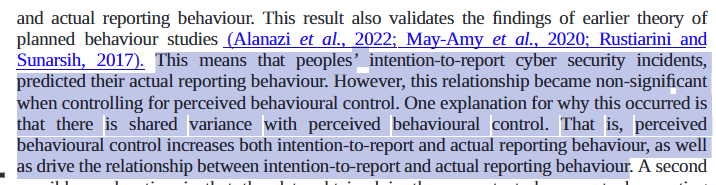 and actual reporting behaviour. This result also validates the findings of earlier theory of
planned behaviour studies (Alanazi et al., 2022; May-Amy et al., 2020; Rustiarini and
Sunarsih, 2017). This means that peoples’ intention-to-report cyber security incidents,
predicted their actual reporting behaviour. However, this relationship became non-significant
when controlling for perceived behavioural control. One explanation for why this occurred is
that there is shared variance with perceived behavioural control. That is, perceived
behavioural control increases both intention-to-report and actual reporting behaviour, as well
as drive the relationship between intention-to-report and actual reporting behaviour. A second